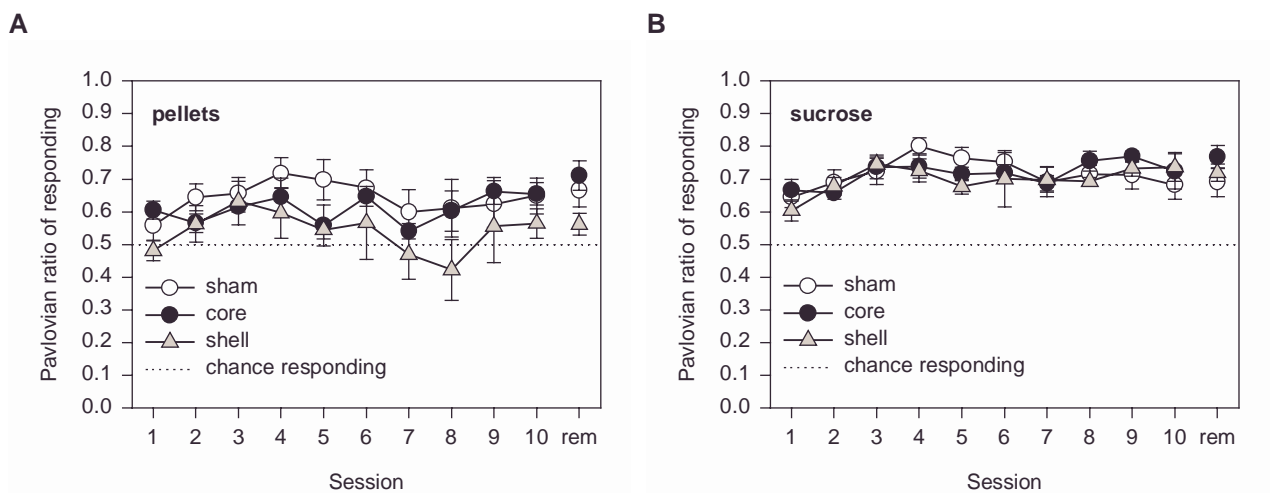 A
Pavlovian ratio of responding
1.0
0.9
0.8
0.7
0.6
0.5
0.4
0.3
0.2
0.1
0.0
pellets
sham
core
shell
chance responding
1 2 3 4 5 6 7 8 9 10 rem
Session
B
Pavlovian ratio of responding
1.0
0.9
0.8
0.7
0.6
0.5
0.4
0.3
0.2
0.1
0.0
sucrose
sham
core
shell
chance responding
1 2 3 4 5 6 7 8 9 10 rem
Session